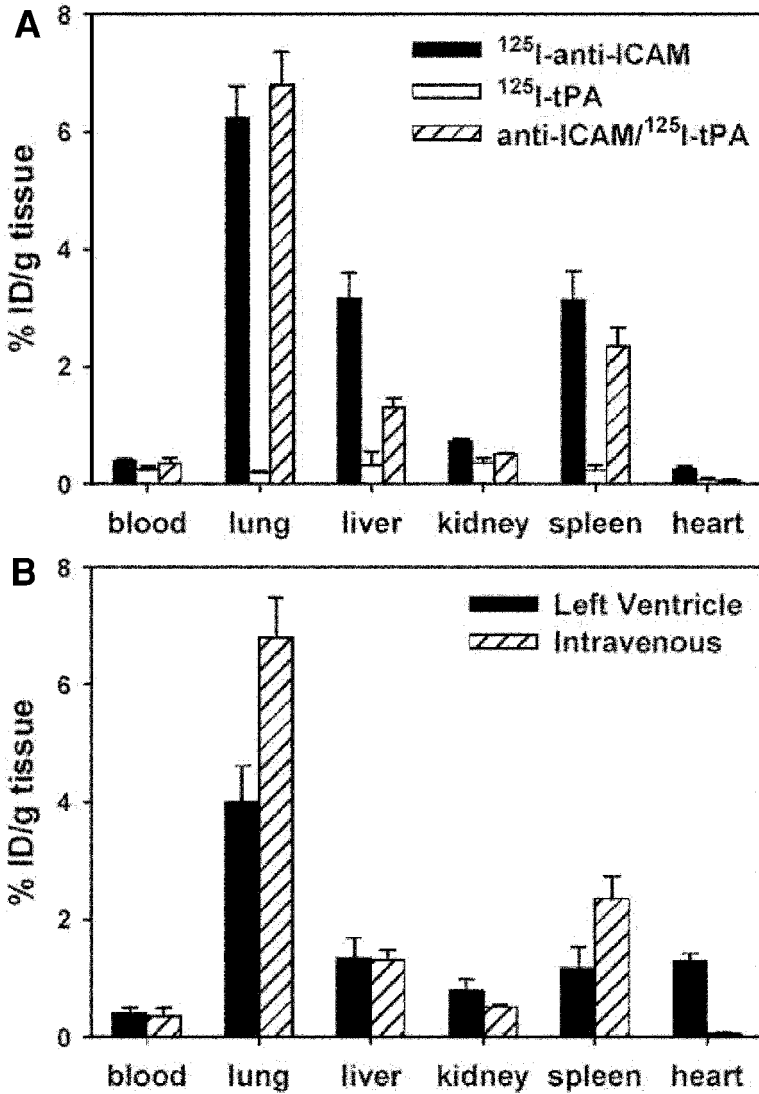 A
8
6
4
2
0
% ID/g tissue
¹²⁵I-anti-ICAM
¹²⁵I-tPA
anti-ICAM/¹²⁵I-tPA
blood lung liver kidney spleen heart
B
8
6
4
2
0
% ID/g tissue
Left Ventricle
Intravenous
blood lung liver kidney spleen heart